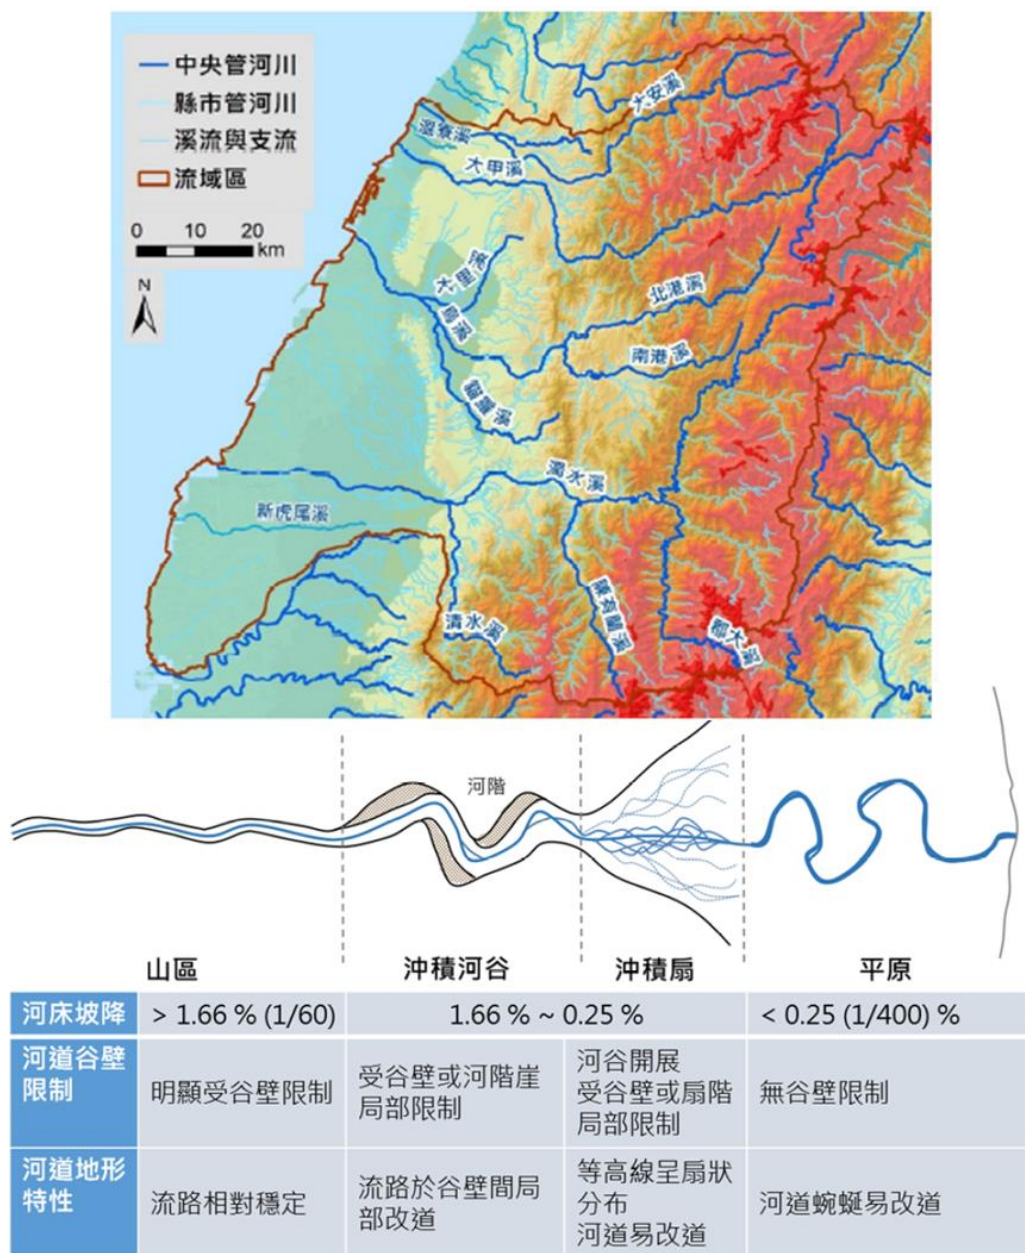 中央管河川
縣市管河川
溪流與支流
流域區
0 10 20
km
N
大安溪
溫寮溪
大甲溪
大里溪
烏溪
北港溪
南港溪
貓羅溪
濁水溪
新虎尾溪
陳有蘭溪
清水溪
郡大溪
河階
山區 沖積河谷 沖積扇 平原
河床坡降 > 1.66 % (1/60) 1.66 % ~ 0.25 % < 0.25 (1/400) %
河道谷壁
限制
明顯受谷壁限制
受谷壁或河階崖
局部限制
河谷開展
受谷壁或扇階
局部限制
無谷壁限制
河道地形
特性
流路相對穩定
流路於谷壁間局
部改道
等高線呈扇狀
分布
河道易改道
河道蜿蜒易改道